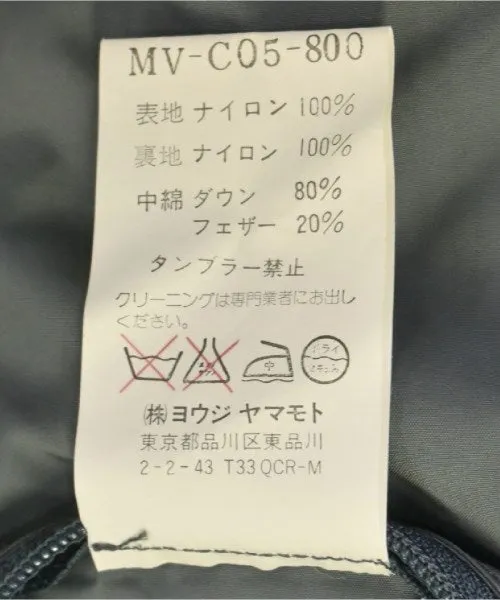 MV-C05-800
表地 ナイロン 100%
裏地 ナイロン 100%
中綿 ダウン 80%
フェザー 20%
タンブラー禁止
クリーニングは専門業者にお出し
ください。
中 ドライ
㈱ヨウジ ヤマモト
東京都品川区東品川
2-2-43 T33QCR-M